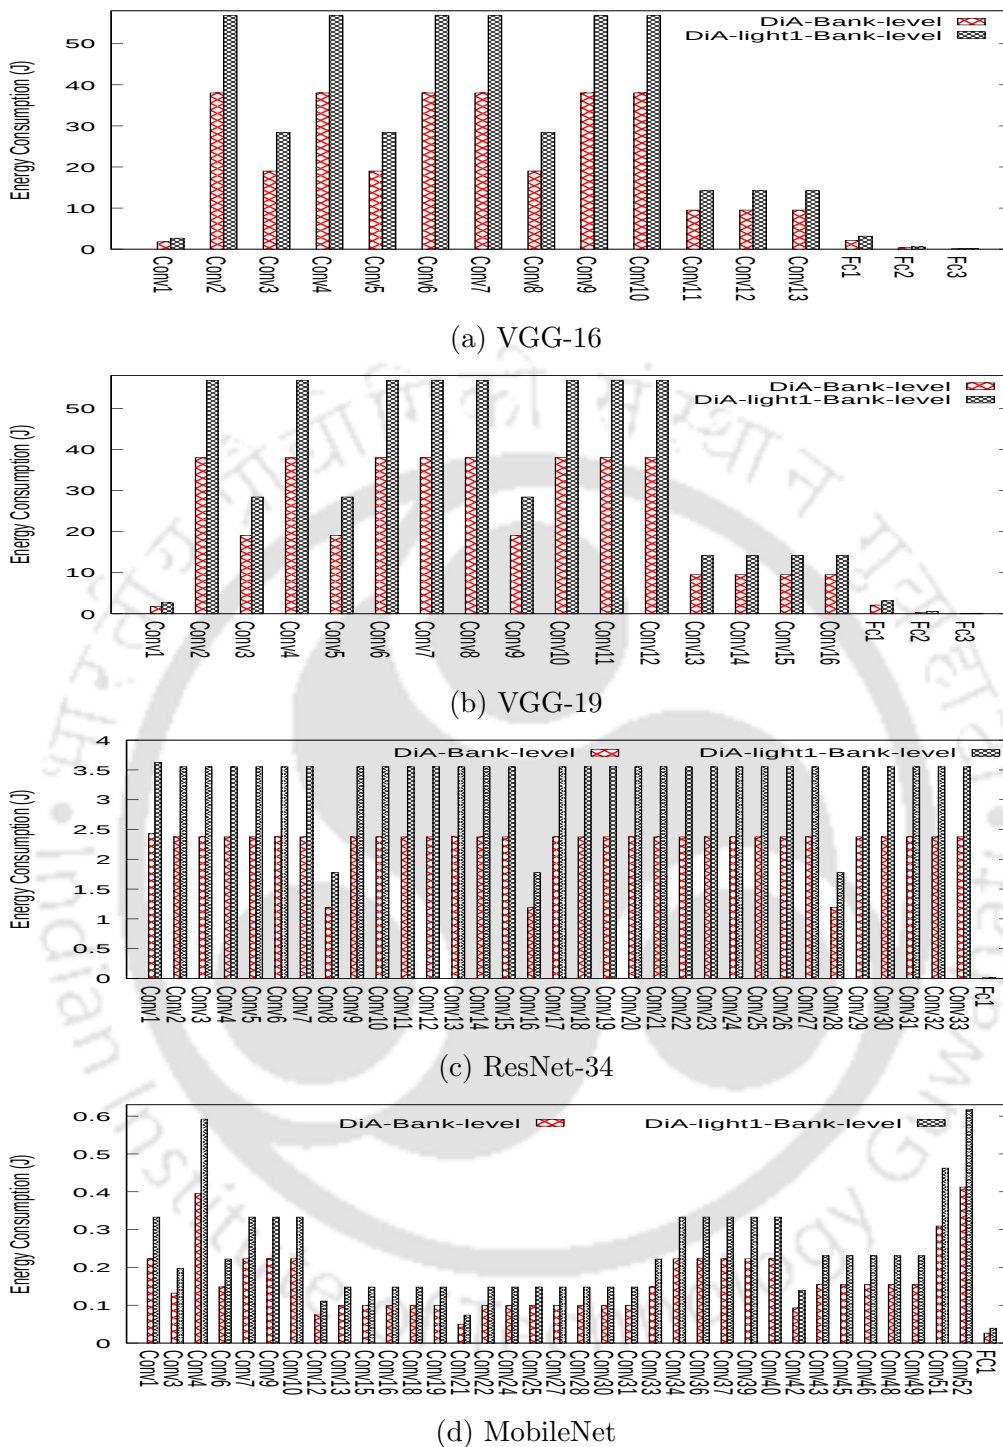 DiA-Bank-level
DiA-light1-Bank-level
Energy Consumption (J)
50
40
30
20
10
0
Conv1 Conv2 Conv3 Conv4 Conv5 Conv6 Conv7 Conv8 Conv9 Conv10 Conv11 Conv12 Conv13 Fc1 Fc2 Fc3
(a) VGG-16
DiA-Bank-level
DiA-light1-Bank-level
Energy Consumption (J)
50
40
30
20
10
0
Conv1 Conv2 Conv3 Conv4 Conv5 Conv6 Conv7 Conv8 Conv9 Conv10 Conv11 Conv12 Conv13 Conv14 Conv15 Conv16 Fc1 Fc2 Fc3
(b) VGG-19
DiA-Bank-level DiA-light1-Bank-level
Energy Consumption (J)
4
3.5
3
2.5
2
1.5
1
0.5
0
Conv1 Conv2 Conv3 Conv4 Conv5 Conv6 Conv7 Conv8 Conv9 Conv10 Conv11 Conv12 Conv13 Conv14 Conv15 Conv16 Conv17 Conv18 Conv19 Conv20 Conv21 Conv22 Conv23 Conv24 Conv25 Conv26 Conv27 Conv28 Conv29 Conv30 Conv31 Conv32 Conv33 Fc1
(c) ResNet-34
DiA-Bank-level DiA-light1-Bank-level
Energy Consumption (J)
0.6
0.5
0.4
0.3
0.2
0.1
0
Conv1 Conv3 Conv4 Conv6 Conv7 Conv9 Conv10 Conv12 Conv13 Conv15 Conv16 Conv18 Conv19 Conv21 Conv22 Conv24 Conv25 Conv27 Conv28 Conv30 Conv31 Conv33 Conv34 Conv36 Conv37 Conv39 Conv40 Conv42 Conv43 Conv45 Conv46 Conv48 Conv49 Conv51 Conv52 Fc1
(d) MobileNet
Indian Institute of Technology